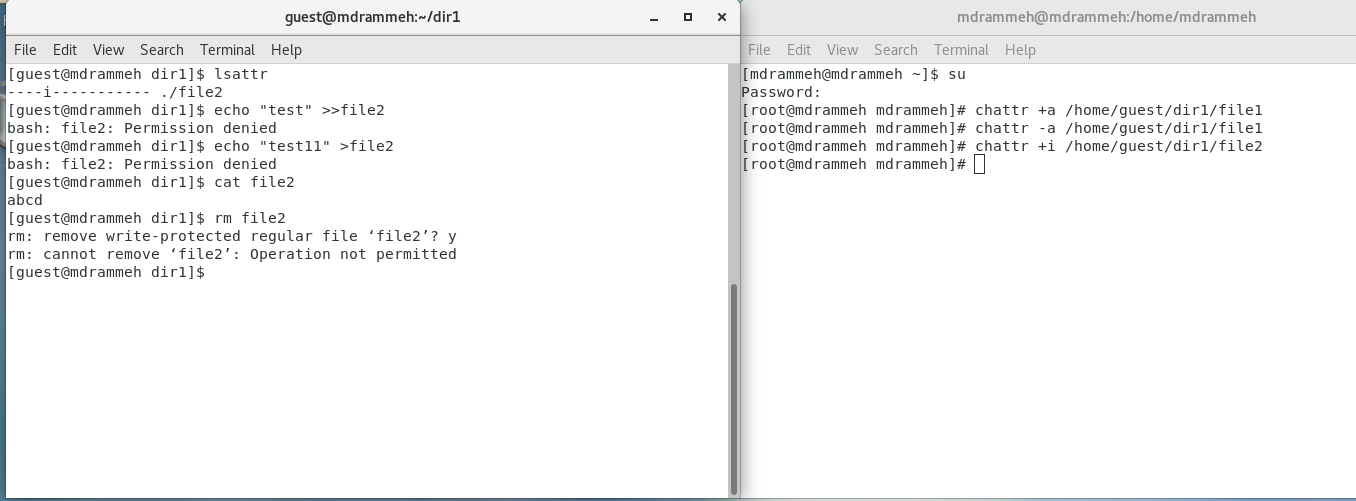 guest@mdrammeh:~/dir1
File Edit View Search Terminal Help
[guest@mdrammeh dir1]$ lsattr
----i----------- ./file2
[guest@mdrammeh dir1]$ echo "test" >>file2
bash: file2: Permission denied
[guest@mdrammeh dir1]$ echo "test11" >file2
bash: file2: Permission denied
[guest@mdrammeh dir1]$ cat file2
abcd
[guest@mdrammeh dir1]$ rm file2
rm: remove write-protected regular file ‘file2’? y
rm: cannot remove ‘file2’: Operation not permitted
[guest@mdrammeh dir1]$
mdrammeh@mdrammeh:/home/mdrammeh
File Edit View Search Terminal Help
[mdrammeh@mdrammeh ~]$ su
Password:
[root@mdrammeh mdrammeh]# chattr +a /home/guest/dir1/file1
[root@mdrammeh mdrammeh]# chattr -a /home/guest/dir1/file1
[root@mdrammeh mdrammeh]# chattr +i /home/guest/dir1/file2
[root@mdrammeh mdrammeh]#